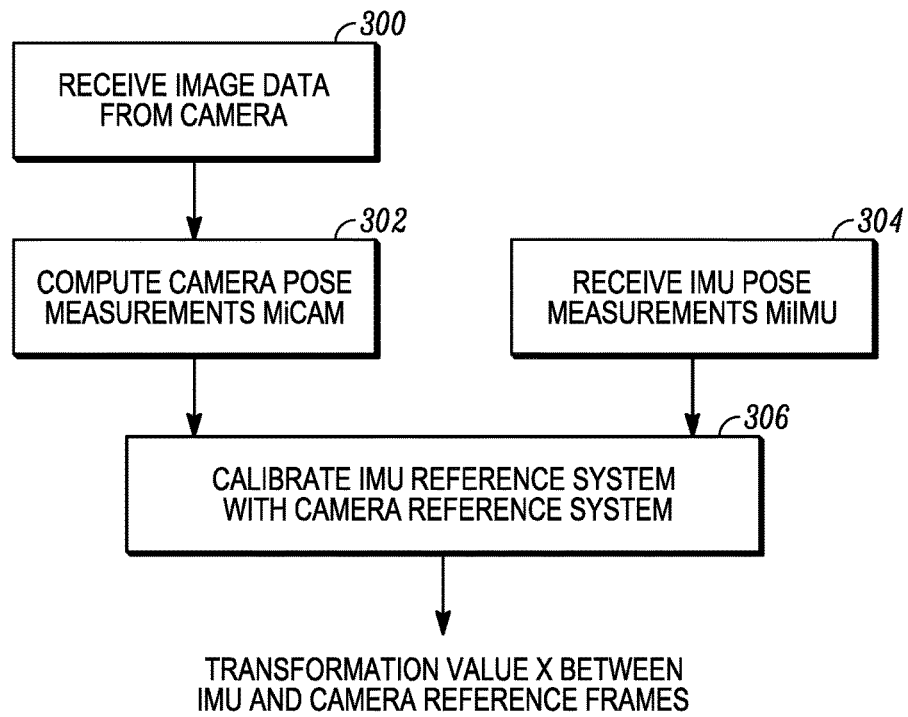 300
RECEIVE IMAGE DATA
FROM CAMERA
302
COMPUTE CAMERA POSE
MEASUREMENTS MiCAM
304
RECEIVE IMU POSE
MEASUREMENTS MiIMU
306
CALIBRATE IMU REFERENCE SYSTEM
WITH CAMERA REFERENCE SYSTEM
TRANSFORMATION VALUE X BETWEEN
IMU AND CAMERA REFERENCE FRAMES